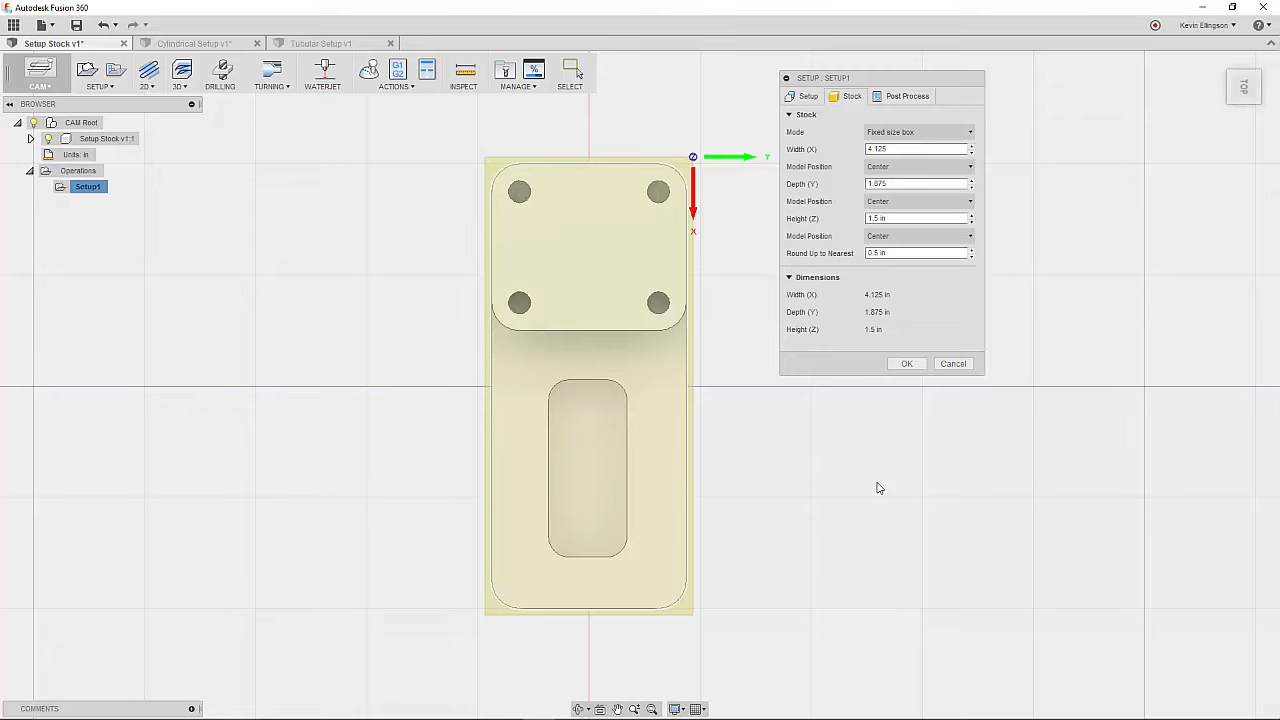 Autodesk Fusion 360
Kevin Ellingson
Setup Stock v1*
Cylindrical Setup v1*
Tubular Setup v1
CAM
SETUP
2D
3D
DRILLING
TURNING
WATERJET
G1
G2
ACTIONS
INSPECT
%
MANAGE
SELECT
BROWSER
CAM Root
Setup Stock v1:1
Units: in
Operations
Setup1
Y
X
TOP
SETUP : SETUP1
Setup
Stock
Post Process
Stock
Mode
Fixed size box
Width (X)
4.125
Model Position
Center
Depth (Y)
1.875
Model Position
Center
Height (Z)
1.5 in
Model Position
Center
Round Up to Nearest
0.5 in
Dimensions
Width (X)
4.125 in
Depth (Y)
1.875 in
Height (Z)
1.5 in
OK
Cancel
COMMENTS